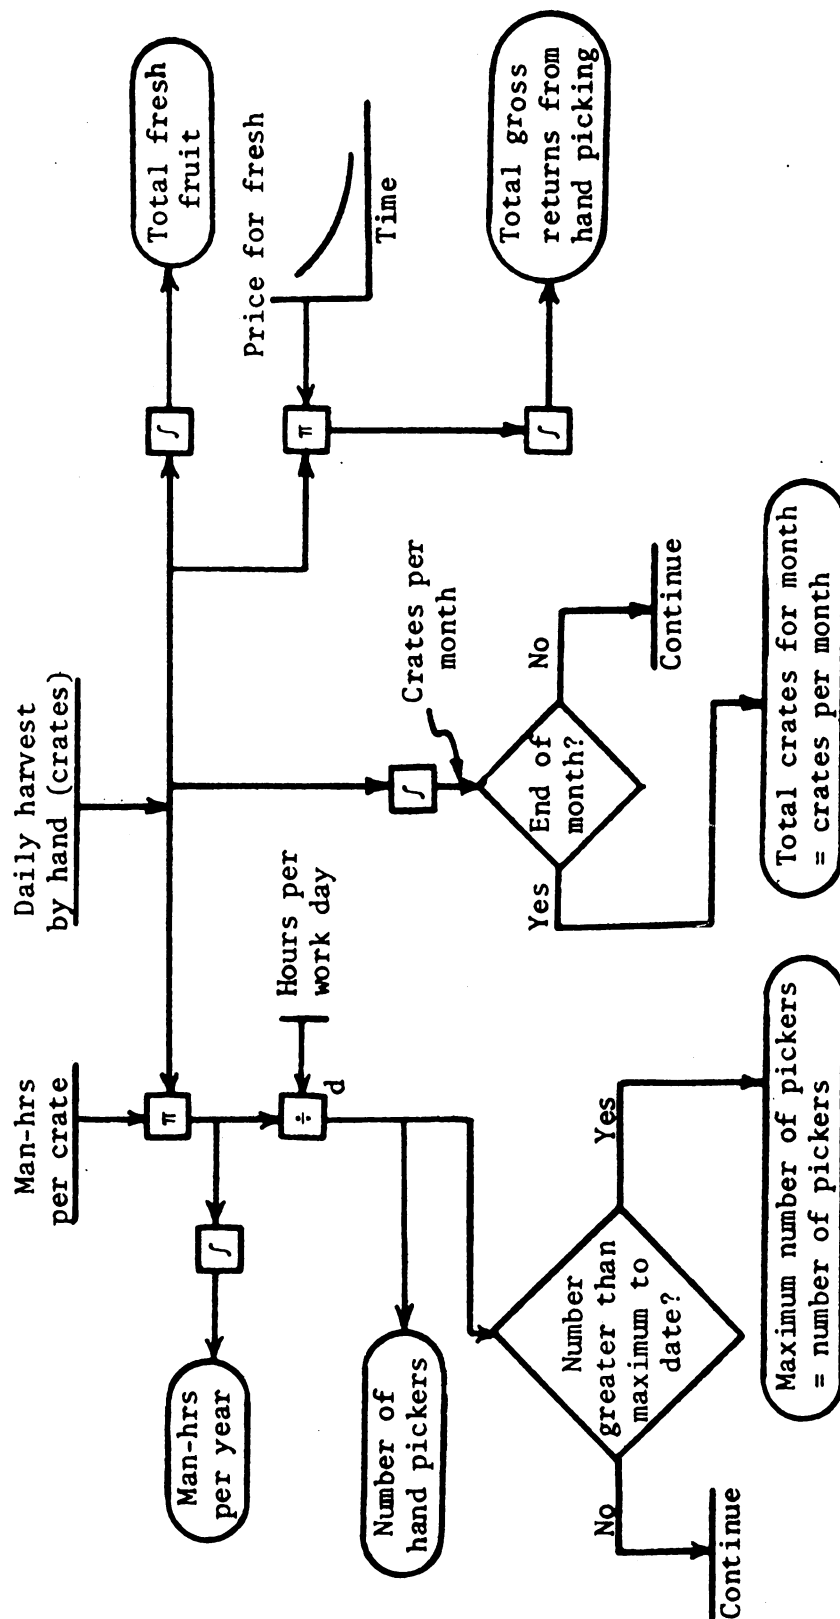 Man-hrs
per crate
Daily harvest
by hand (crates)
π
∫
Man-hrs
per year
÷
d
Hours per
work day
Number of
hand pickers
Number
greater than
maximum to
date?
No
Continue
Yes
Maximum number of pickers
= number of pickers
∫
Crates per
month
End of
month?
Yes
No
Continue
Total crates for month
= crates per month
∫
Total fresh
fruit
π
Price for fresh
Time
∫
Total gross
returns from
hand picking